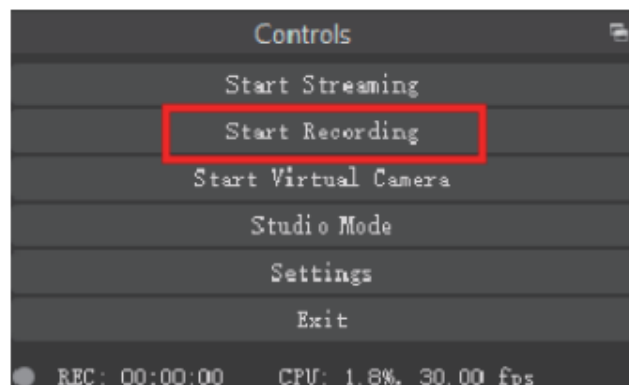 Controls
Start Streaming
Start Recording
Start Virtual Camera
Studio Mode
Settings
Exit
REC: 00:00:00 CPU: 1.8%, 30.00 fps